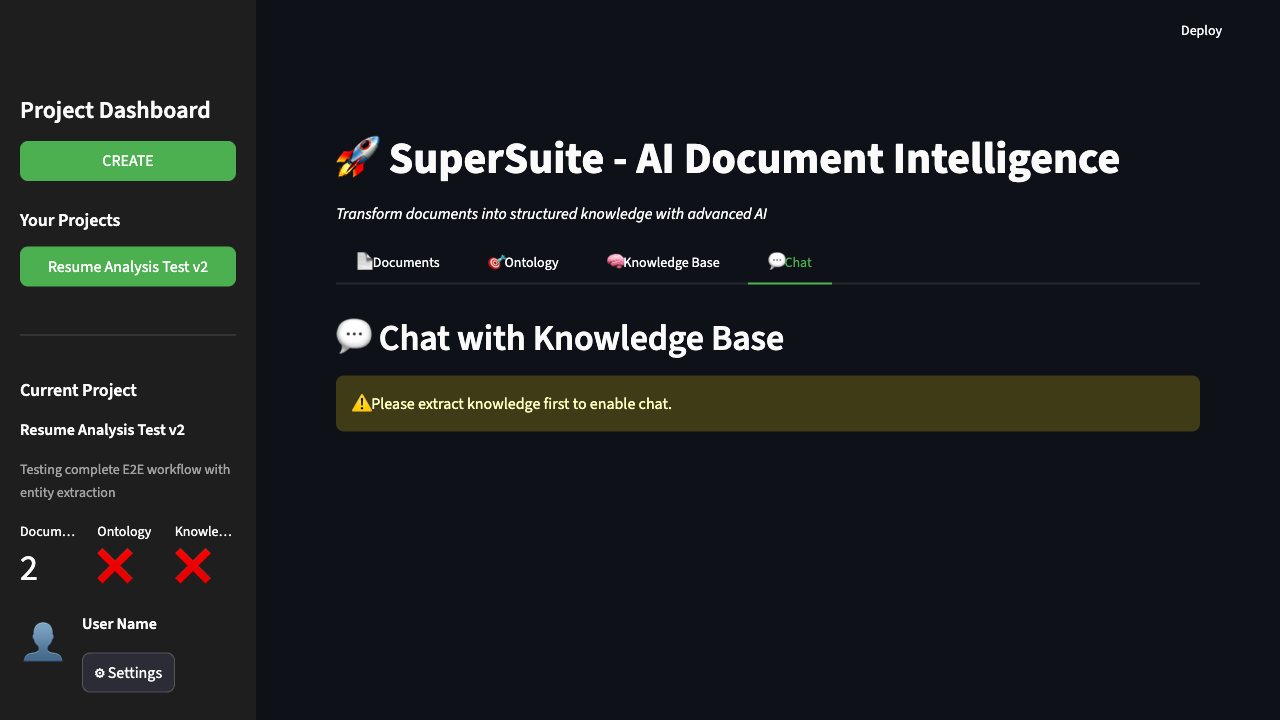 Deploy
Project Dashboard
CREATE
Your Projects
Resume Analysis Test v2
Current Project
Resume Analysis Test v2
Testing complete E2E workflow with
entity extraction
Docum… Ontology Knowle…
2 ❌ ❌
User Name
⚙ Settings
🚀 SuperSuite - AI Document Intelligence
Transform documents into structured knowledge with advanced AI
📄Documents 🎯Ontology 🧠Knowledge Base 💬Chat
💬 Chat with Knowledge Base
⚠️Please extract knowledge first to enable chat.